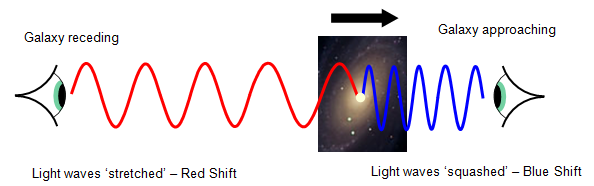 Galaxy receding
Galaxy approaching
Light waves ‘stretched’ – Red Shift
Light waves ‘squashed’ – Blue Shift